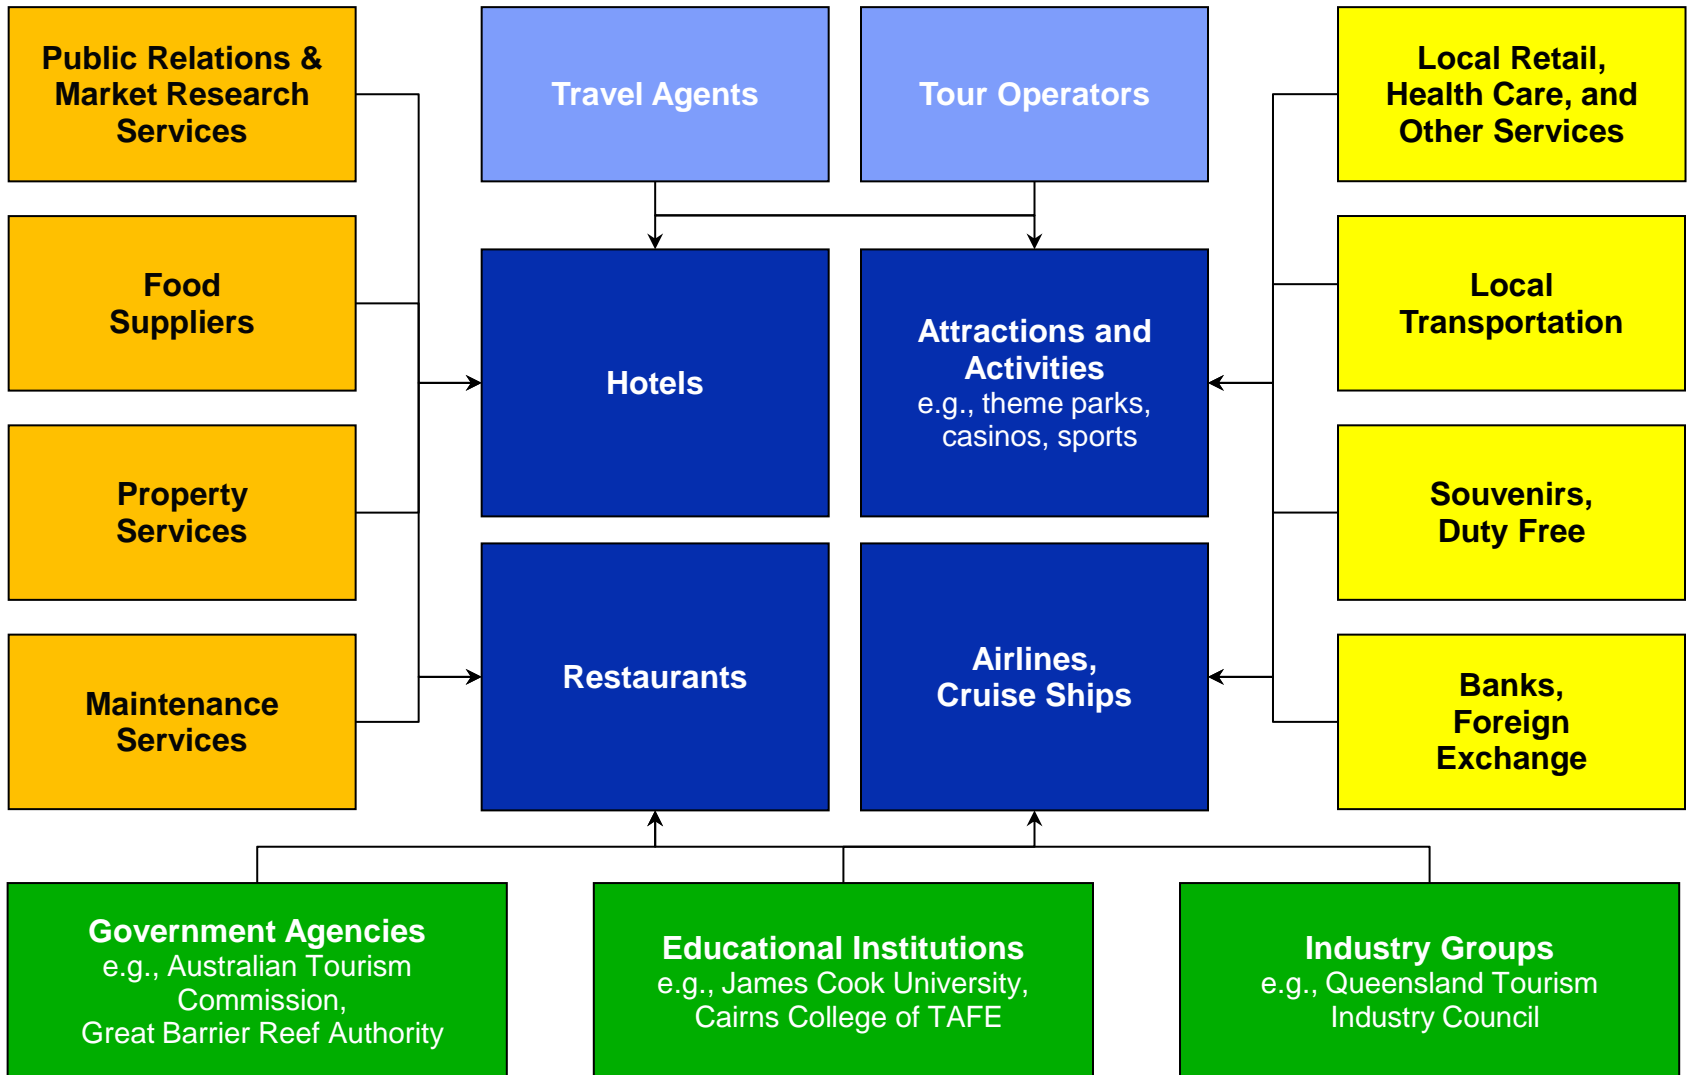 Public Relations &
Market Research
Services
Travel Agents
Tour Operators
Local Retail,
Health Care, and
Other Services
Food
Suppliers
Hotels
Attractions and
Activities
e.g., theme parks,
casinos, sports
Local
Transportation
Property
Services
Souvenirs,
Duty Free
Maintenance
Services
Restaurants
Airlines,
Cruise Ships
Banks,
Foreign
Exchange
Government Agencies
e.g., Australian Tourism
Commission,
Great Barrier Reef Authority
Educational Institutions
e.g., James Cook University,
Cairns College of TAFE
Industry Groups
e.g., Queensland Tourism
Industry Council